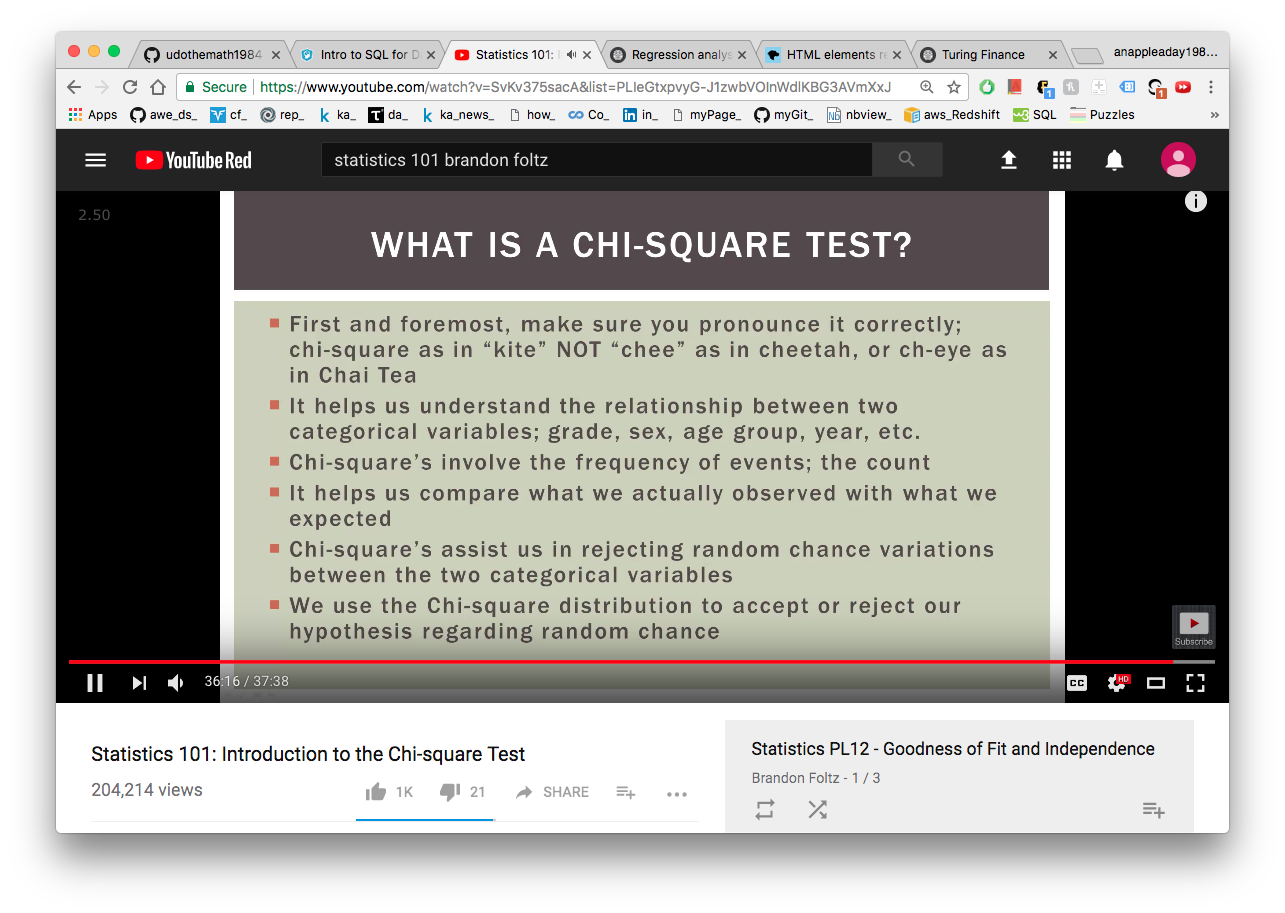 udothemath1984
Intro to SQL for D
Statistics 101: I
Regression analys
HTML elements re
Turing Finance
anappleaday198...
Secure
https://www.youtube.com/watch?v=SvKv375sacA&list=PLIeGtxpvyG-J1zwbVOlnWdlKBG3AVmXxJ
Apps
awe_ds_
cf_
rep_
ka_
da_
ka_news_
how_
Co_
in_
myPage_
myGit_
nbview_
aws_Redshift
SQL
Puzzles
»
YouTube Red
statistics 101 brandon foltz
2.50
WHAT IS A CHI-SQUARE TEST?
First and foremost, make sure you pronounce it correctly;
chi-square as in “kite” NOT “chee” as in cheetah, or ch-eye as
in Chai Tea
It helps us understand the relationship between two
categorical variables; grade, sex, age group, year, etc.
Chi-square’s involve the frequency of events; the count
It helps us compare what we actually observed with what we
expected
Chi-square’s assist us in rejecting random chance variations
between the two categorical variables
We use the Chi-square distribution to accept or reject our
hypothesis regarding random chance
Subscribe
36:16 / 37:38
CC
HD
Statistics 101: Introduction to the Chi-square Test
204,214 views
1K
21
SHARE
Statistics PL12 - Goodness of Fit and Independence
Brandon Foltz - 1 / 3